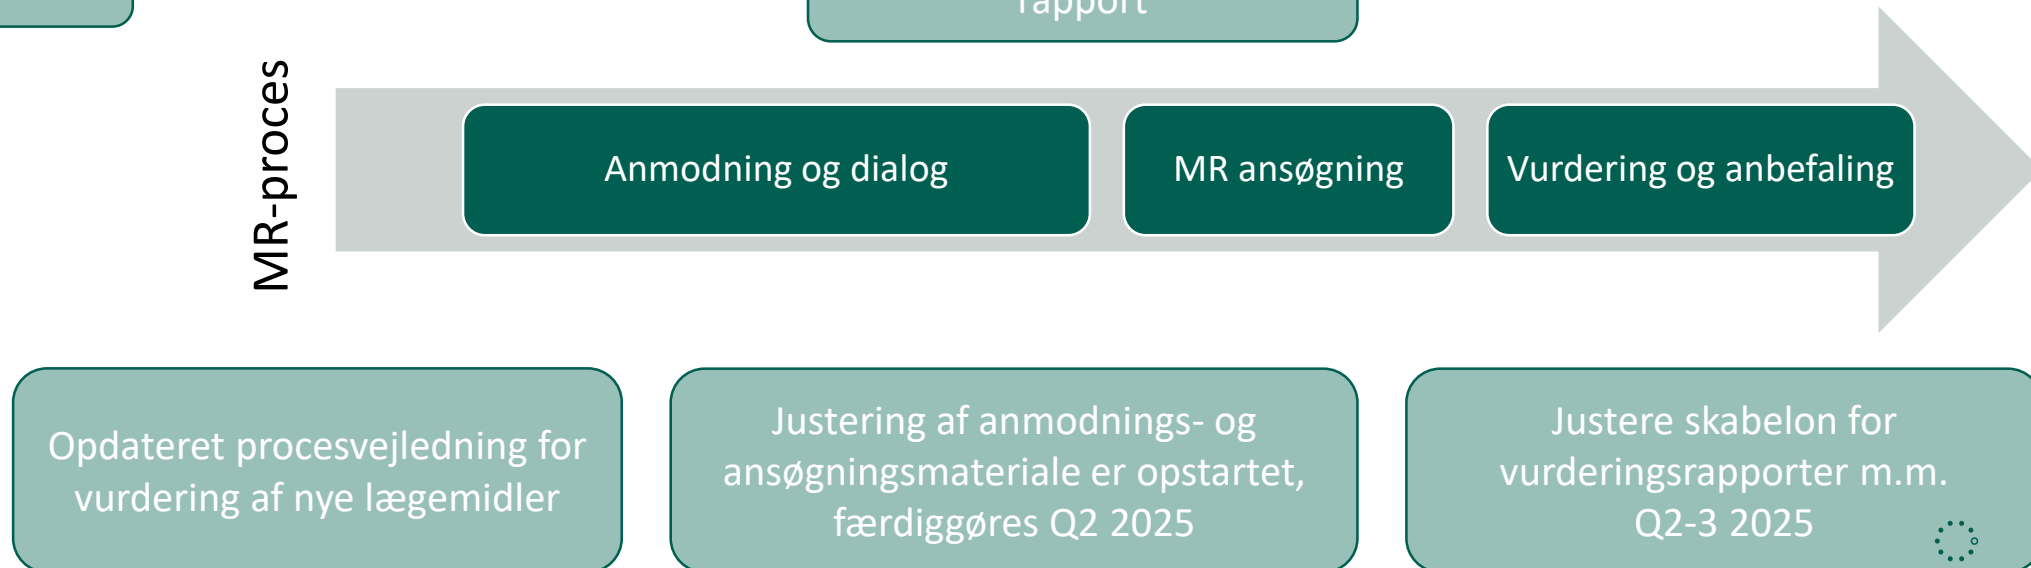 rapport
MR-proces
Anmodning og dialog
MR ansøgning
Vurdering og anbefaling
Opdateret procesvejledning for
vurdering af nye lægemidler
Justering af anmodnings- og
ansøgningsmateriale er opstartet,
færdiggøres Q2 2025
Justere skabelon for
vurderingsrapporter m.m.
Q2-3 2025